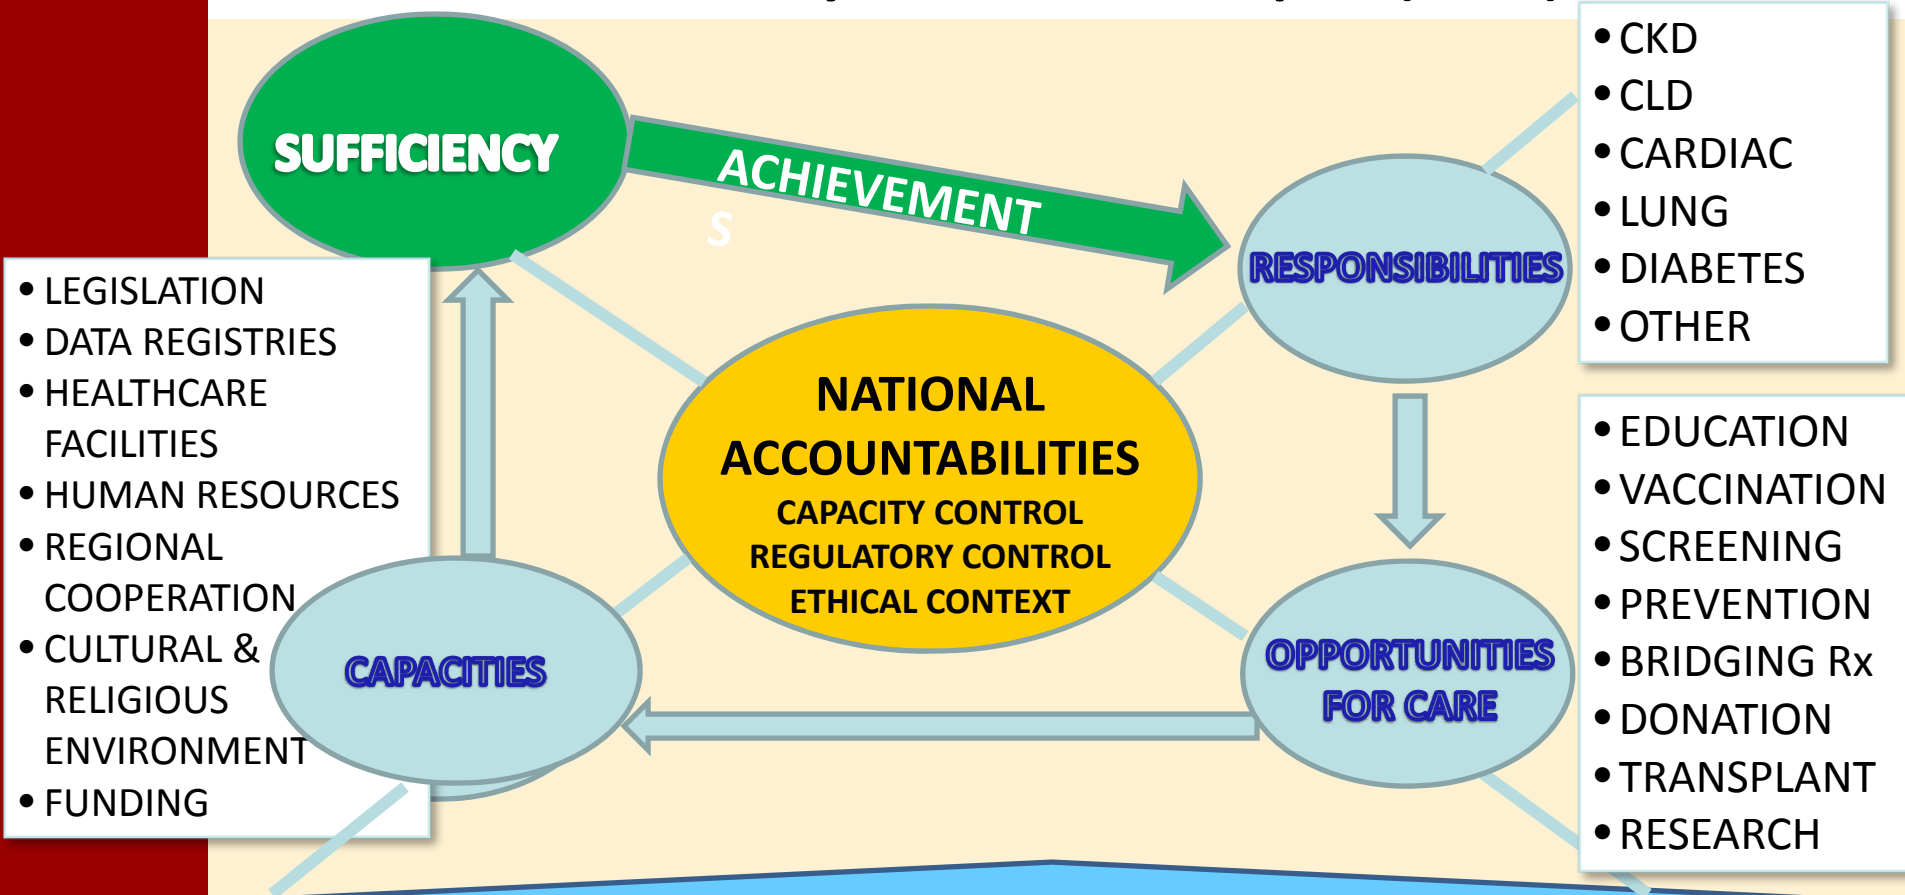 SUFFICIENCY
ACHIEVEMENT
S
RESPONSIBILITIES
• CKD
• CLD
• CARDIAC
• LUNG
• DIABETES
• OTHER
• LEGISLATION
• DATA REGISTRIES
• HEALTHCARE
FACILITIES
• HUMAN RESOURCES
• REGIONAL
COOPERATION
• CULTURAL &
RELIGIOUS
ENVIRONMENT
• FUNDING
NATIONAL
ACCOUNTABILITIES
CAPACITY CONTROL
REGULATORY CONTROL
ETHICAL CONTEXT
CAPACITIES
OPPORTUNITIES
FOR CARE
• EDUCATION
• VACCINATION
• SCREENING
• PREVENTION
• BRIDGING Rx
• DONATION
• TRANSPLANT
• RESEARCH